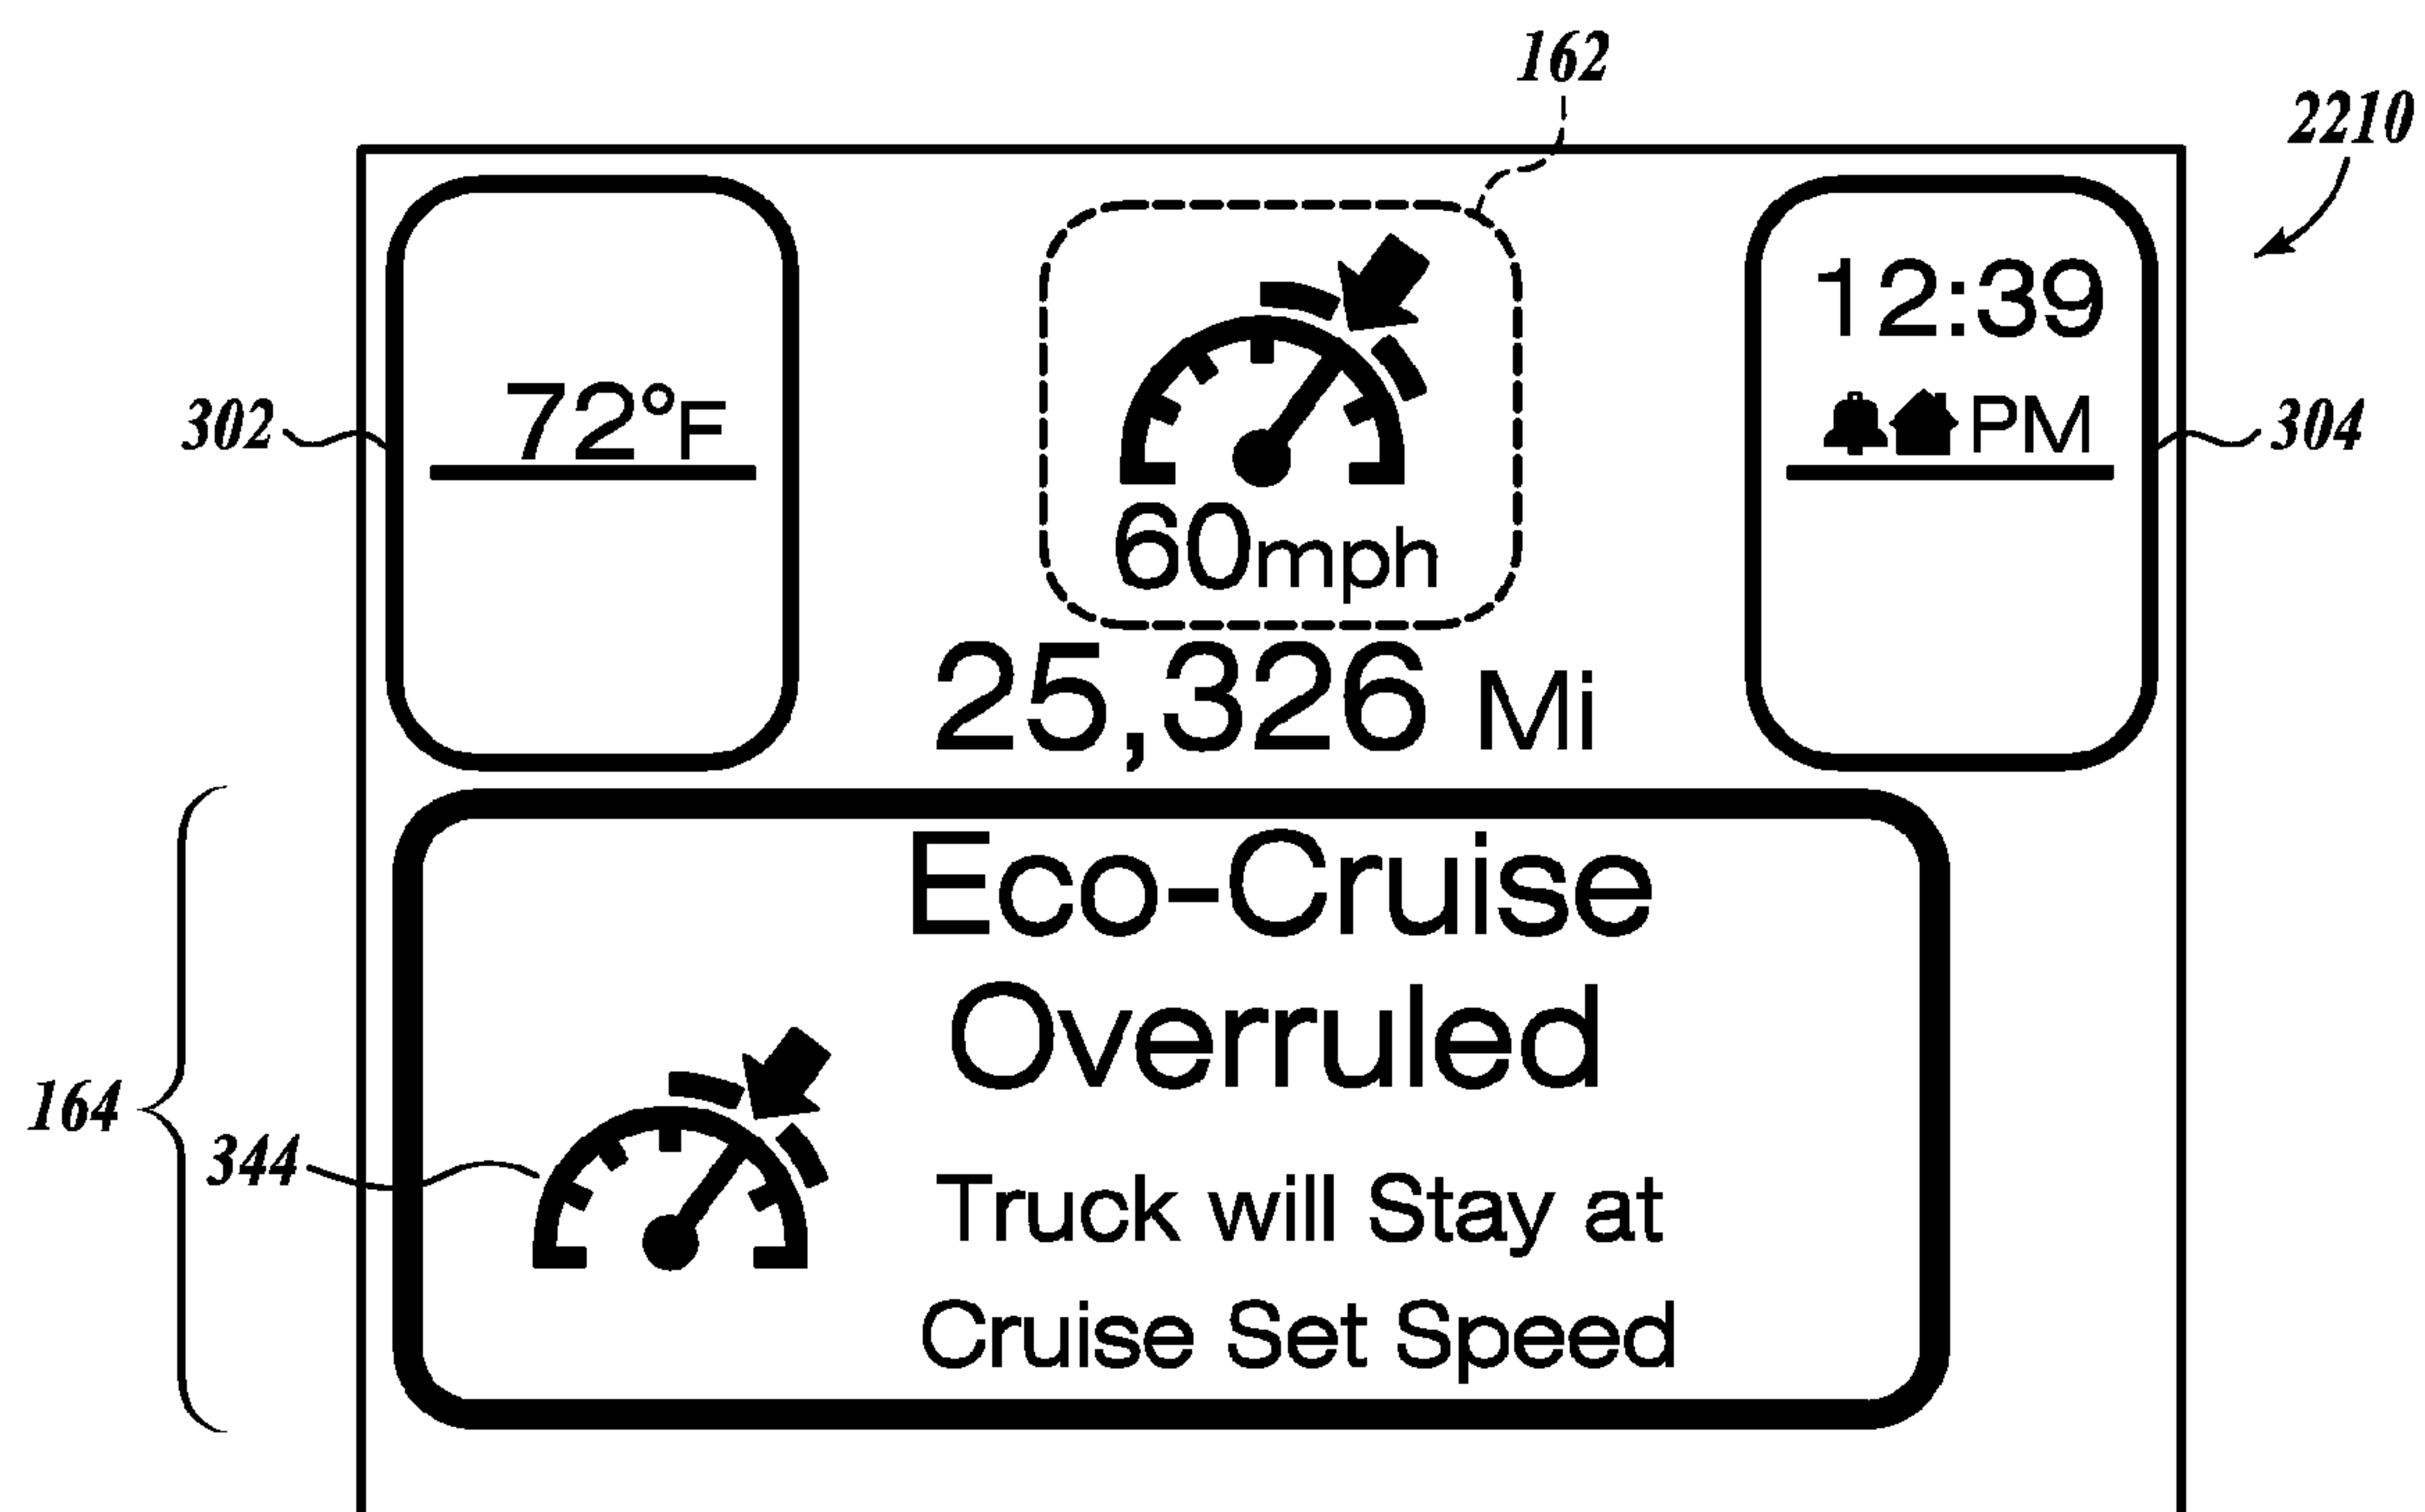 162
2210
12:39
302
72°F
PM
304
60mph
25,326 Mi
Eco-Cruise
Overruled
164
344
Truck will Stay at
Cruise Set Speed